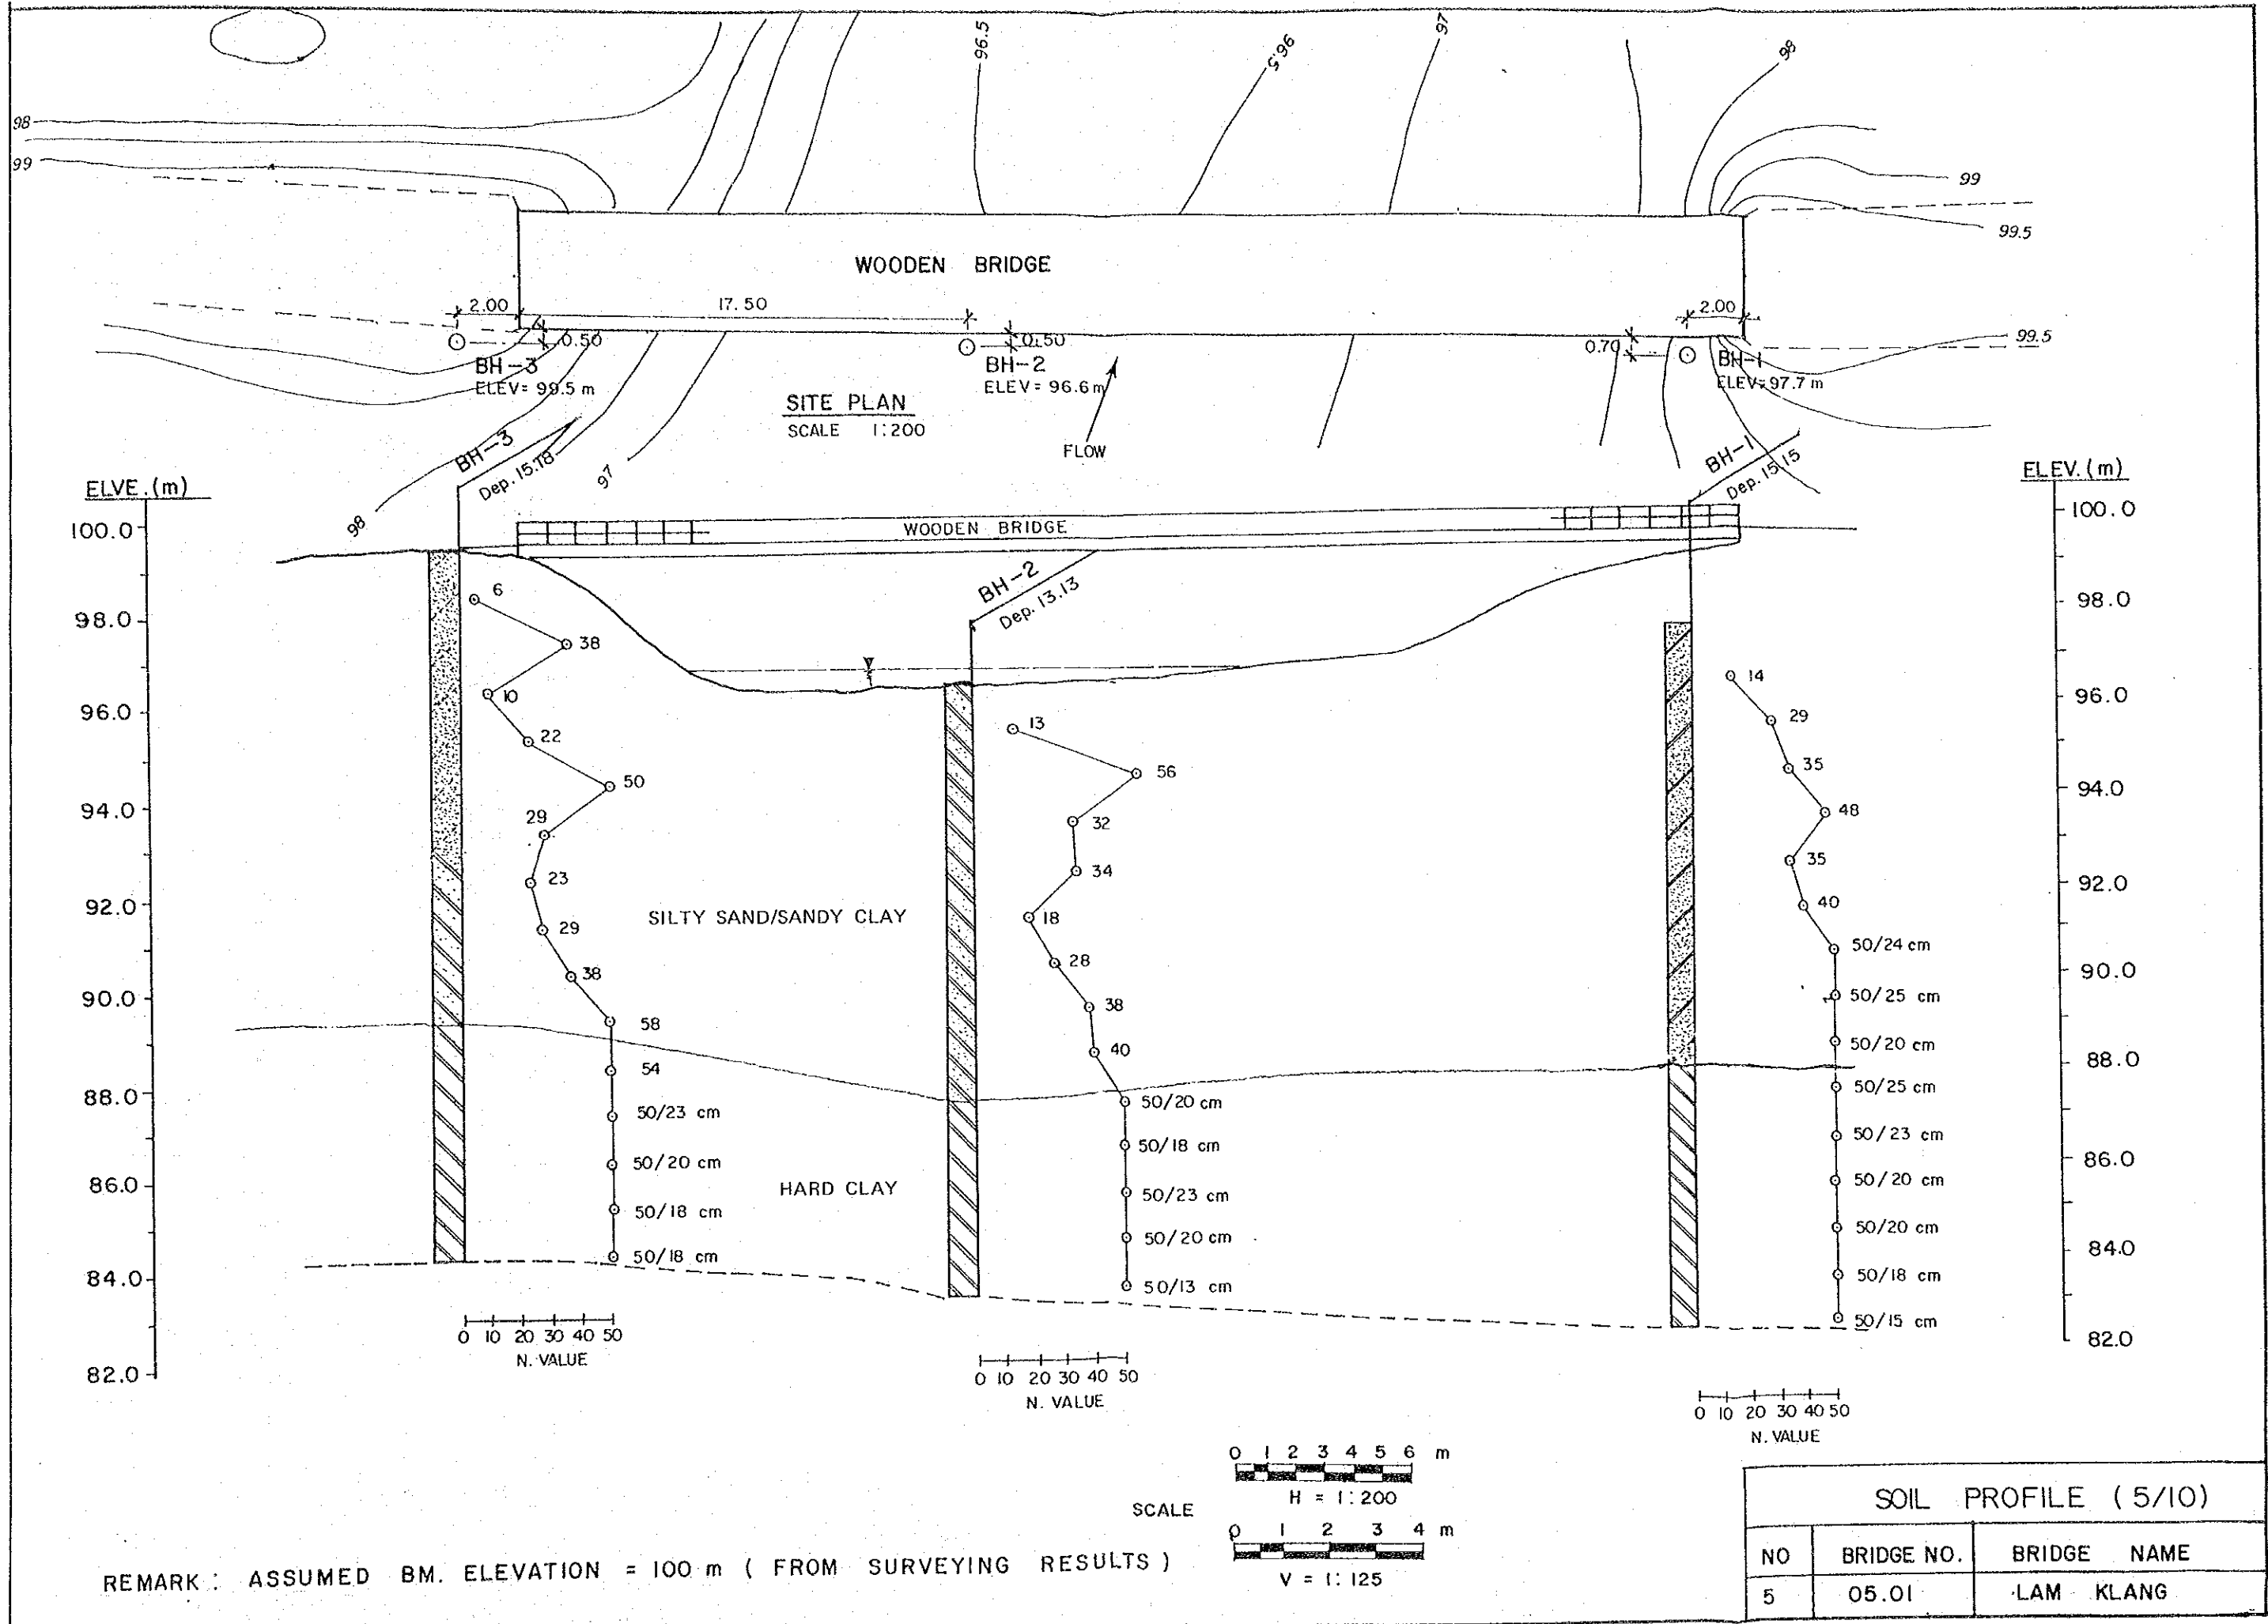 96.5
96.5
97
98
98
99
99
99.5
WOODEN BRIDGE
2.00
17.50
2.00
0.50
0.50
0.70
99.5
BH-3
ELEV= 99.5 m
BH-2
ELEV= 96.6 m
BH-1
ELEV= 97.7 m
SITE PLAN
SCALE 1:200
FLOW
97
98
BH-3
Dep. 15.18
BH-1
Dep. 15.15
ELVE.(m)
ELEV.(m)
WOODEN BRIDGE
BH-2
Dep. 13.13
100.0
98.0
96.0
94.0
92.0
90.0
88.0
86.0
84.0
82.0
6
38
10
22
50
29
23
29
38
58
54
50/23 cm
50/20 cm
50/18 cm
50/18 cm
0 10 20 30 40 50
N. VALUE
SILTY SAND/SANDY CLAY
HARD CLAY
13
56
32
34
18
28
38
40
50/20 cm
50/18 cm
50/23 cm
50/20 cm
50/13 cm
0 10 20 30 40 50
N. VALUE
14
29
35
48
35
40
50/24 cm
50/25 cm
50/20 cm
50/25 cm
50/23 cm
50/20 cm
50/20 cm
50/18 cm
50/15 cm
0 10 20 30 40 50
N. VALUE
100.0
98.0
96.0
94.0
92.0
90.0
88.0
86.0
84.0
82.0
SCALE
0 1 2 3 4 5 6 m
H = 1:200
0 1 2 3 4 m
V = 1:125
REMARK : ASSUMED BM. ELEVATION = 100 m ( FROM SURVEYING RESULTS )
SOIL PROFILE (5/10)
NO BRIDGE NO. BRIDGE NAME
5 05.01 LAM KLANG